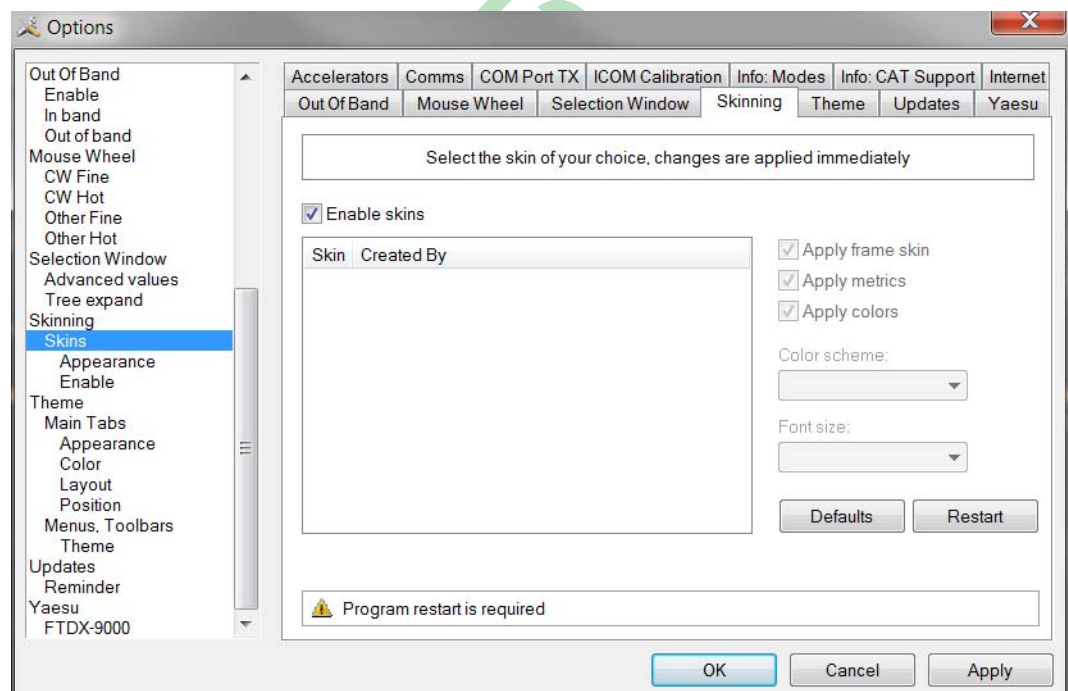 Options
X
Out Of Band
Enable
In band
Out of band
Mouse Wheel
CW Fine
CW Hot
Other Fine
Other Hot
Selection Window
Advanced values
Tree expand
Skinning
Skins
Appearance
Enable
Theme
Main Tabs
Appearance
Color
Layout
Position
Menus, Toolbars
Theme
Updates
Reminder
Yaesu
FTDX-9000
Accelerators Comms COM Port TX ICOM Calibration Info: Modes Info: CAT Support Internet
Out Of Band Mouse Wheel Selection Window Skinning Theme Updates Yaesu
Select the skin of your choice, changes are applied immediately
Enable skins
Skin Created By
Apply frame skin
Apply metrics
Apply colors
Color scheme:
Font size:
Defaults Restart
Program restart is required
OK Cancel Apply